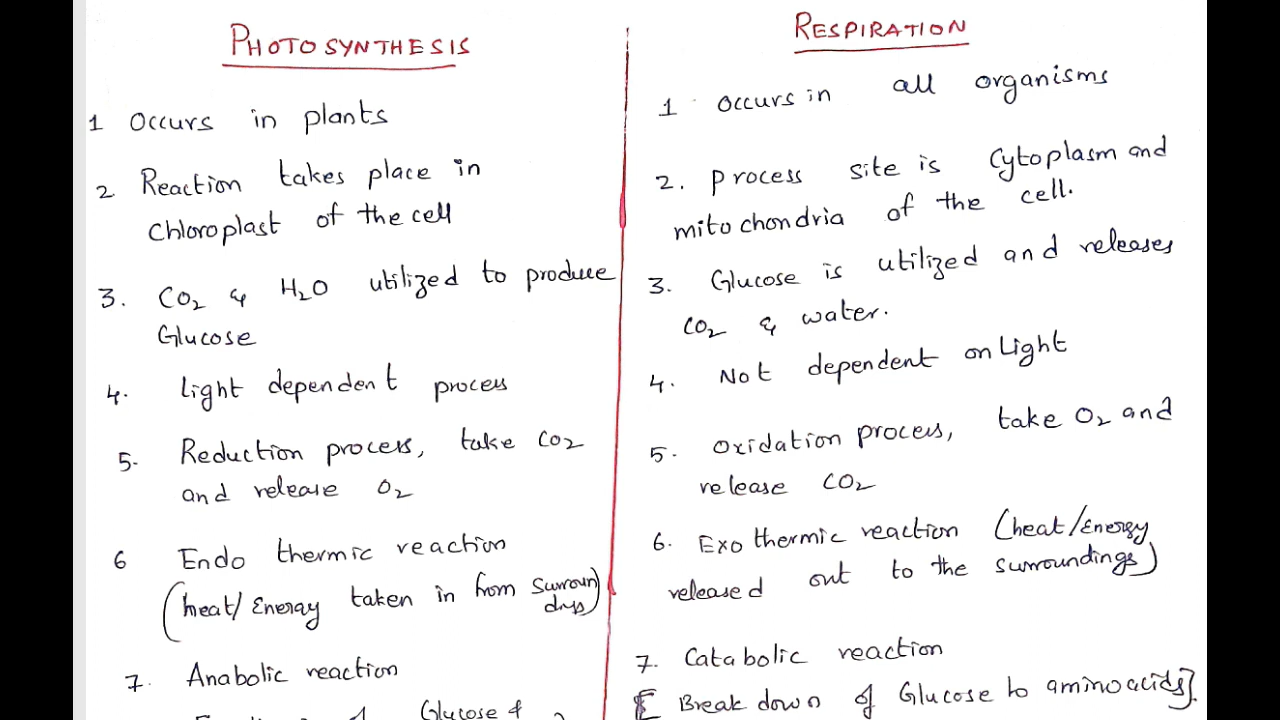 PHOTOSYNTHESIS
1 Occurs in plants
2 Reaction takes place in
Chloroplast of the cell
3. CO2 & H2O utilized to produce
Glucose
4. Light dependent process
5. Reduction process, take CO2
and release O2
6 Endo thermic reaction
(heat/Energy taken in from Surroun
dngs)
7. Anabolic reaction
of Glucose &
RESPIRATION
1 Occurs in all organisms
2. process site is Cytoplasm and
mitochondria of the cell.
3. Glucose is utilized and releases
CO2 & water.
4. Not dependent on Light
5. Oxidation process, take O2 and
release CO2
6. Exo thermic reaction (heat/Energy
released out to the surroundings)
7. Catabolic reaction
[Break down of Glucose to aminoacids].